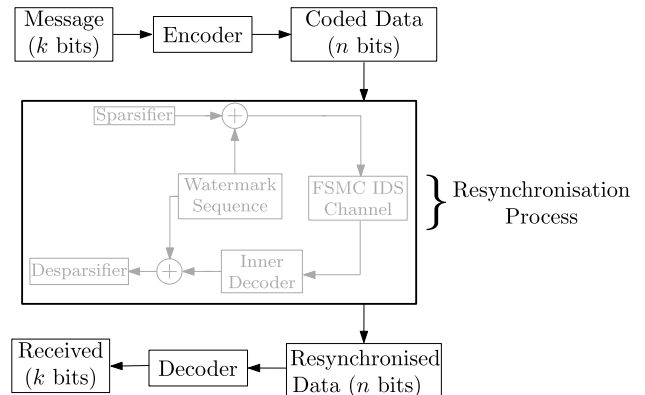 Message
(k bits)
Encoder
Coded Data
(n bits)
Sparsifier
+
Watermark
Sequence
FSMC IDS
Channel
Resynchronisation
Process
Desparsifier
+
Inner
Decoder
Received
(k bits)
Decoder
Resynchronised
Data (n bits)